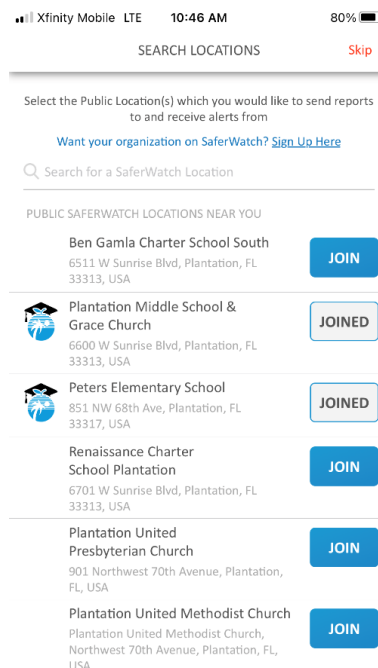 Xfinity Mobile LTE 10:46 AM 80%
SEARCH LOCATIONS Skip
Select the Public Location(s) which you would like to send reports
to and receive alerts from
Want your organization on SaferWatch? Sign Up Here
Search for a SaferWatch Location
PUBLIC SAFERWATCH LOCATIONS NEAR YOU
Ben Gamla Charter School South
6511 W Sunrise Blvd, Plantation, FL
33313, USA
JOIN
Plantation Middle School &
Grace Church
6600 W Sunrise Blvd, Plantation, FL
33313, USA
JOINED
Peters Elementary School
851 NW 68th Ave, Plantation, FL
33317, USA
JOINED
Renaissance Charter
School Plantation
6701 W Sunrise Blvd, Plantation, FL
33313, USA
JOIN
Plantation United
Presbyterian Church
901 Northwest 70th Avenue, Plantation,
FL, USA
JOIN
Plantation United Methodist Church
Plantation United Methodist Church,
Northwest 70th Avenue, Plantation, FL,
USA
JOIN